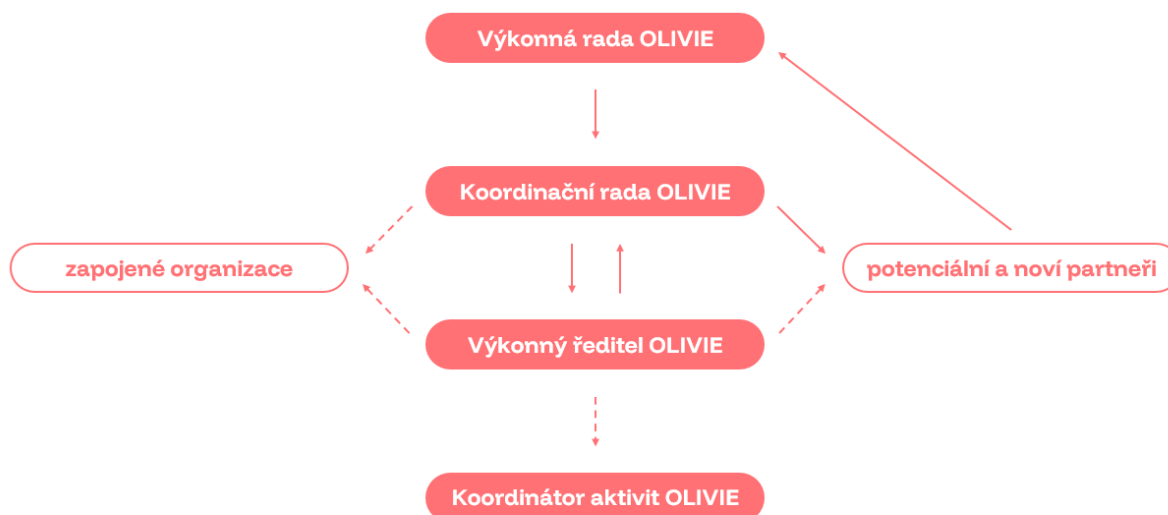 Výkonná rada OLIVIE
Koordinační rada OLIVIE
zapojené organizace
potenciální a noví partneři
Výkonný ředitel OLIVIE
Koordinátor aktivit OLIVIE